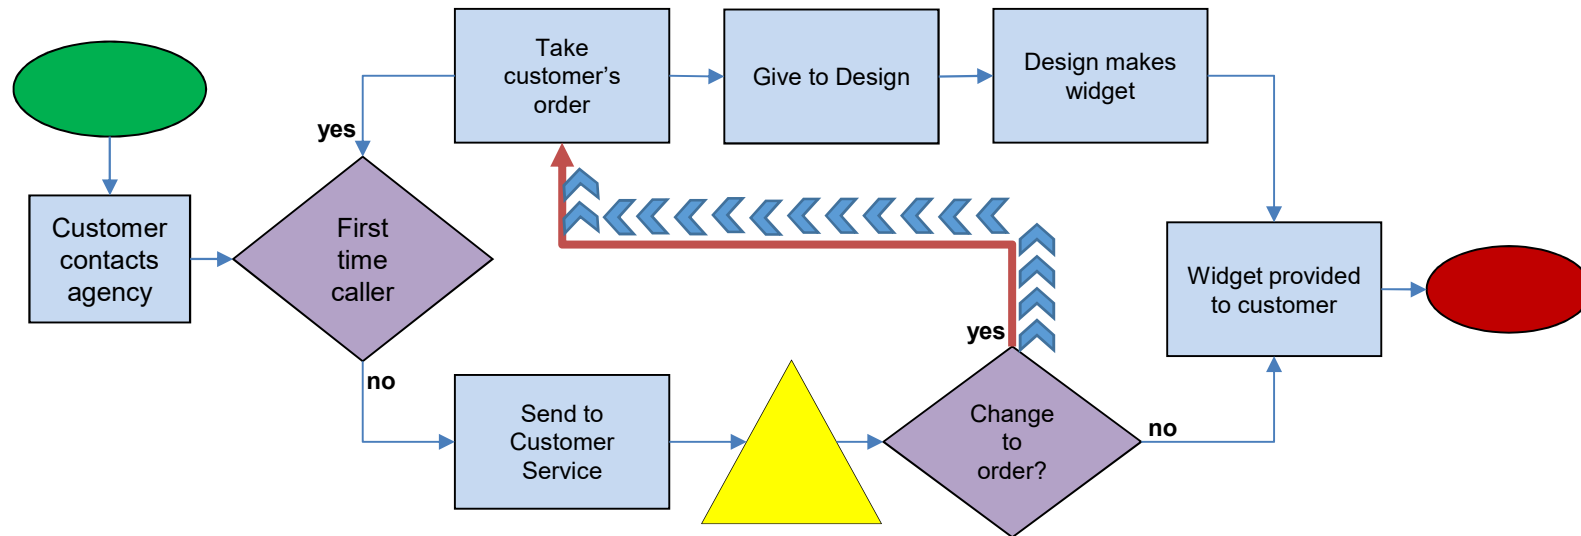 Take
customer’s
order
Give to Design
Design makes
widget
yes
Customer
contacts
agency
First
time
caller
Widget provided
to customer
yes
no
Send to
Customer
Service
Change
to
order?
no